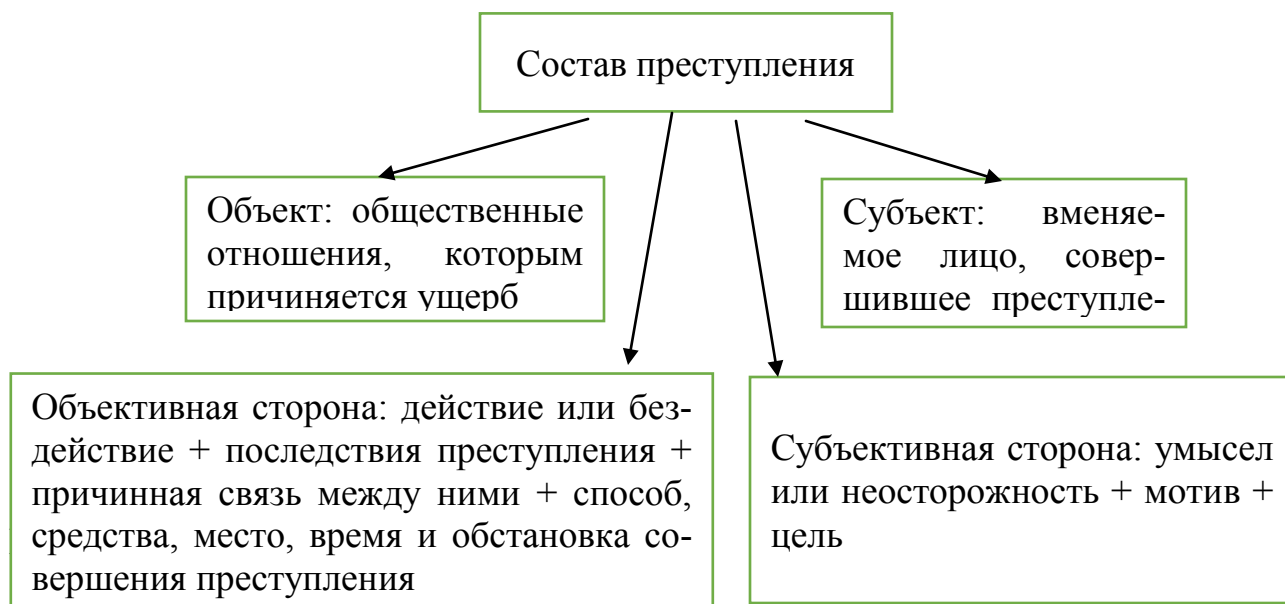 Состав преступления
Объект: общественные
отношения, которым
причиняется ущерб
Субъект: вменяе-
мое лицо, совер-
шившее преступле-
Объективная сторона: действие или без-
действие + последствия преступления +
причинная связь между ними + способ,
средства, место, время и обстановка со-
вершения преступления
Субъективная сторона: умысел
или неосторожность + мотив +
цель